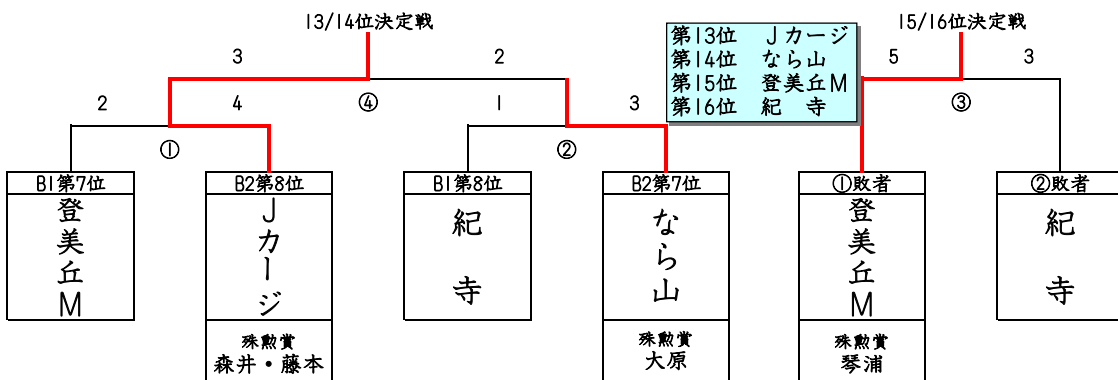 13/14位決定戦
15/16位決定戦
第13位 Jカージ
第14位 なら山
第15位 登美丘M
第16位 紀 寺
3
2
5
3
2
4
④
1
3
③
①
②
B1第7位
B2第8位
B1第8位
B2第7位
①敗者
②敗者
登美丘M
Jカージ
紀寺
なら山
登美丘M
紀寺
殊勲賞
森井・藤本
殊勲賞
大原
殊勲賞
琴浦